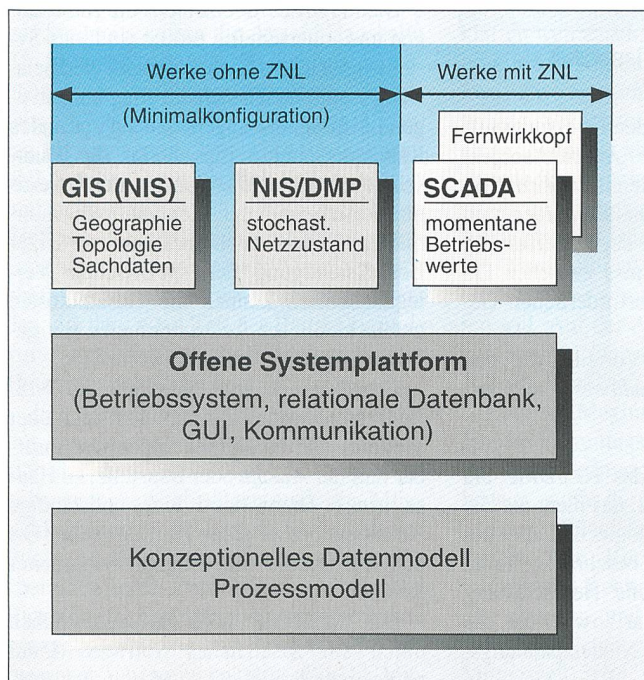 Werke ohne ZNL
(Minimalkonfiguration)
Werke mit ZNL
Fernwirkkopf
GIS (NIS)
Geographie
Topologie
Sachdaten
NIS/DMP
stochast.
Netzzustand
SCADA
momentane
Betriebs-
werte
Offene Systemplattform
(Betriebssystem, relationale Datenbank,
GUI, Kommunikation)
Konzeptionelles Datenmodell
Prozessmodell